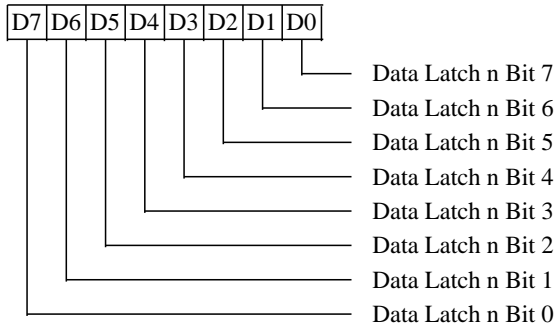 D7 D6 D5 D4 D3 D2 D1 D0
Data Latch n Bit 7
Data Latch n Bit 6
Data Latch n Bit 5
Data Latch n Bit 4
Data Latch n Bit 3
Data Latch n Bit 2
Data Latch n Bit 1
Data Latch n Bit 0